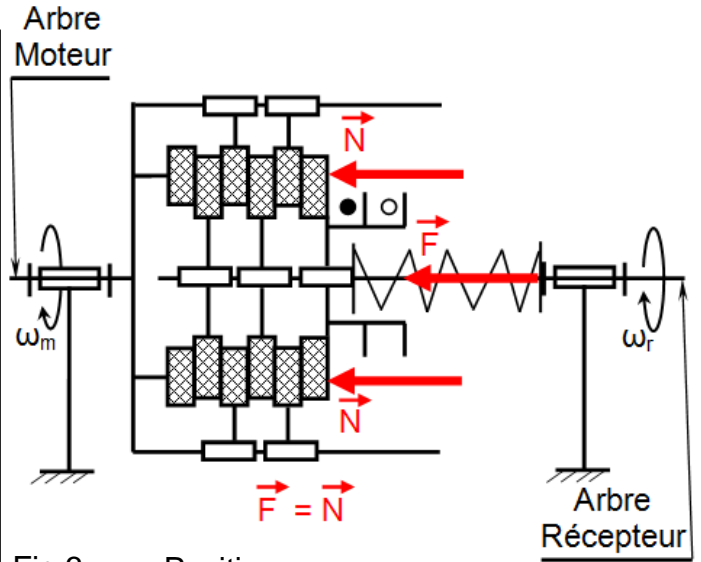 Arbre
Moteur
N
F
ωm
ωr
N
F = N
Arbre
Récepteur